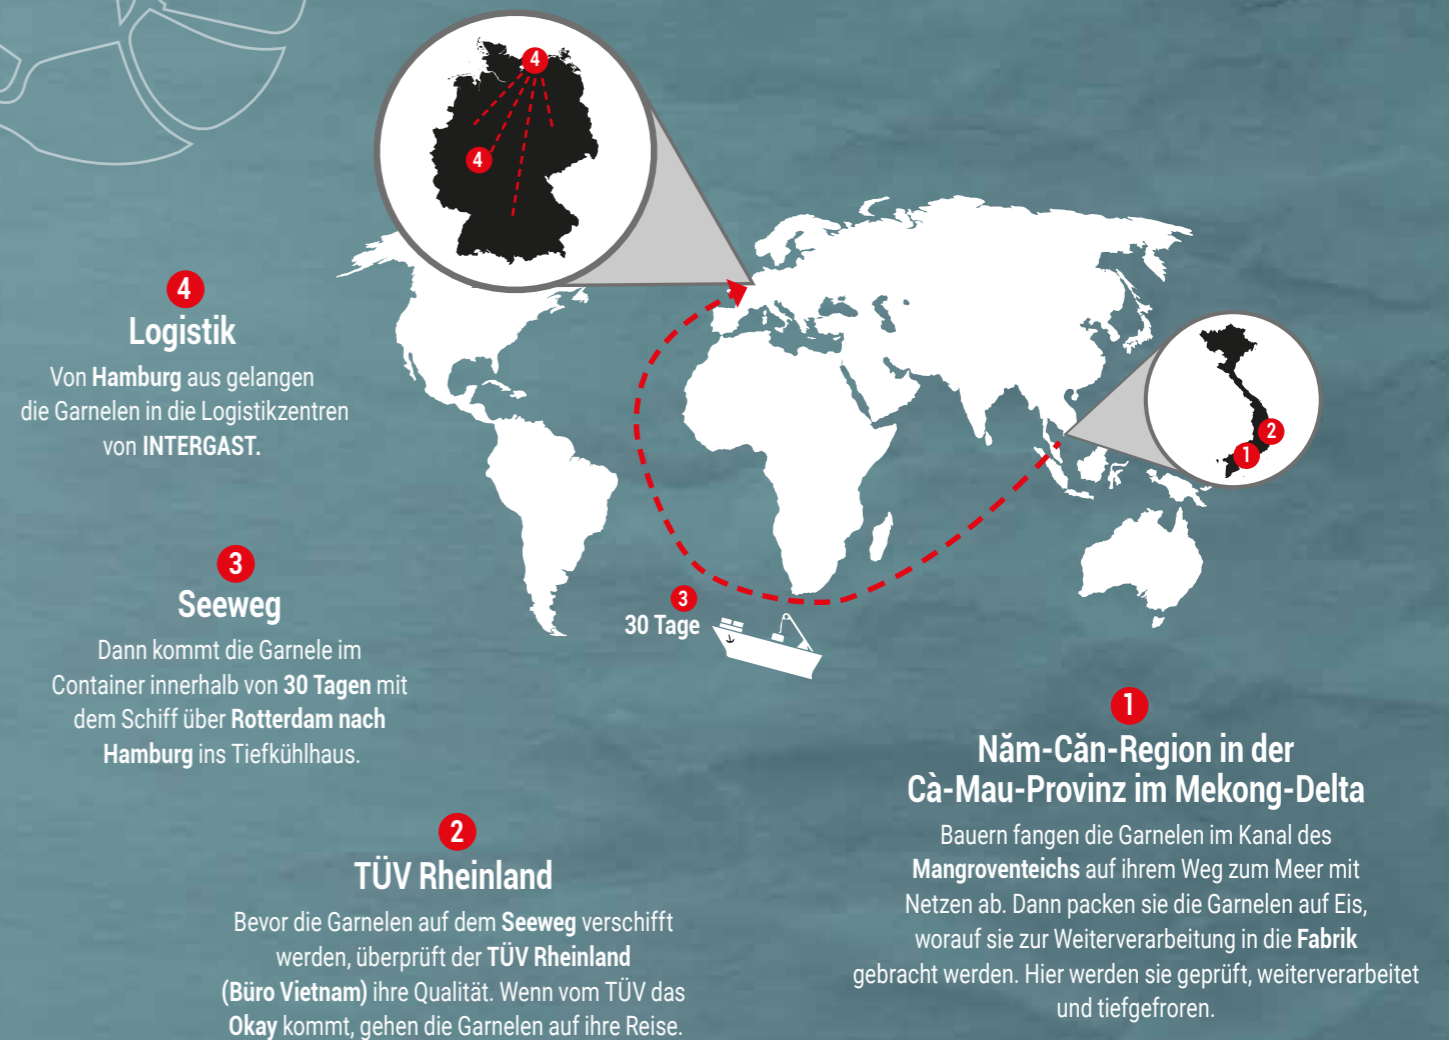 4
4
4
Logistik
Von Hamburg aus gelangen
die Garnelen in die Logistikzentren
von INTERGAST.
2
1
3
Seeweg
Dann kommt die Garnele im
Container innerhalb von 30 Tagen mit
dem Schiff über Rotterdam nach
Hamburg ins Tiefkühlhaus.
3
30 Tage
2
TÜV Rheinland
Bevor die Garnelen auf dem Seeweg verschifft
werden, überprüft der TÜV Rheinland
(Büro Vietnam) ihre Qualität. Wenn vom TÜV das
Okay kommt, gehen die Garnelen auf ihre Reise.
1
Năm-Căn-Region in der
Cà-Mau-Provinz im Mekong-Delta
Bauern fangen die Garnelen im Kanal des
Mangroventeichs auf ihrem Weg zum Meer mit
Netzen ab. Dann packen sie die Garnelen auf Eis,
worauf sie zur Weiterverarbeitung in die Fabrik
gebracht werden. Hier werden sie geprüft, weiterverarbeitet
und tiefgefroren.